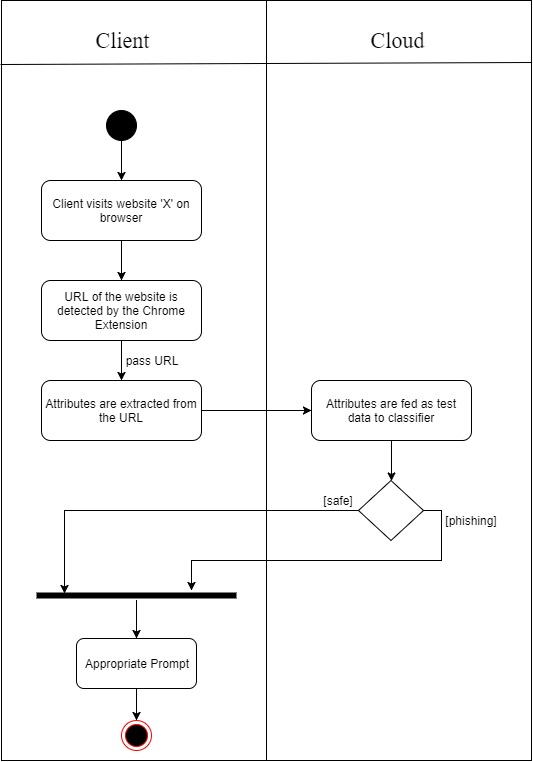 Client
Cloud
Client visits website 'X' on
browser
URL of the website is
detected by the Chrome
Extension
pass URL
Attributes are extracted from
the URL
Attributes are fed as test
data to classifier
[safe]
[phishing]
Appropriate Prompt